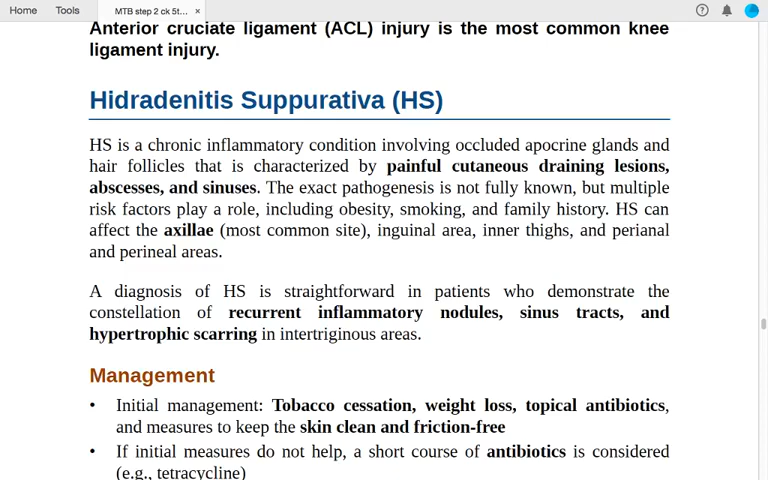 Home Tools MTB step 2 ck 5t... ×
Anterior cruciate ligament (ACL) injury is the most common knee
ligament injury.
Hidradenitis Suppurativa (HS)
HS is a chronic inflammatory condition involving occluded apocrine glands and
hair follicles that is characterized by painful cutaneous draining lesions,
abscesses, and sinuses. The exact pathogenesis is not fully known, but multiple
risk factors play a role, including obesity, smoking, and family history. HS can
affect the axillae (most common site), inguinal area, inner thighs, and perianal
and perineal areas.
A diagnosis of HS is straightforward in patients who demonstrate the
constellation of recurrent inflammatory nodules, sinus tracts, and
hypertrophic scarring in intertriginous areas.
Management
• Initial management: Tobacco cessation, weight loss, topical antibiotics,
and measures to keep the skin clean and friction-free
• If initial measures do not help, a short course of antibiotics is considered
(e.g., tetracycline)